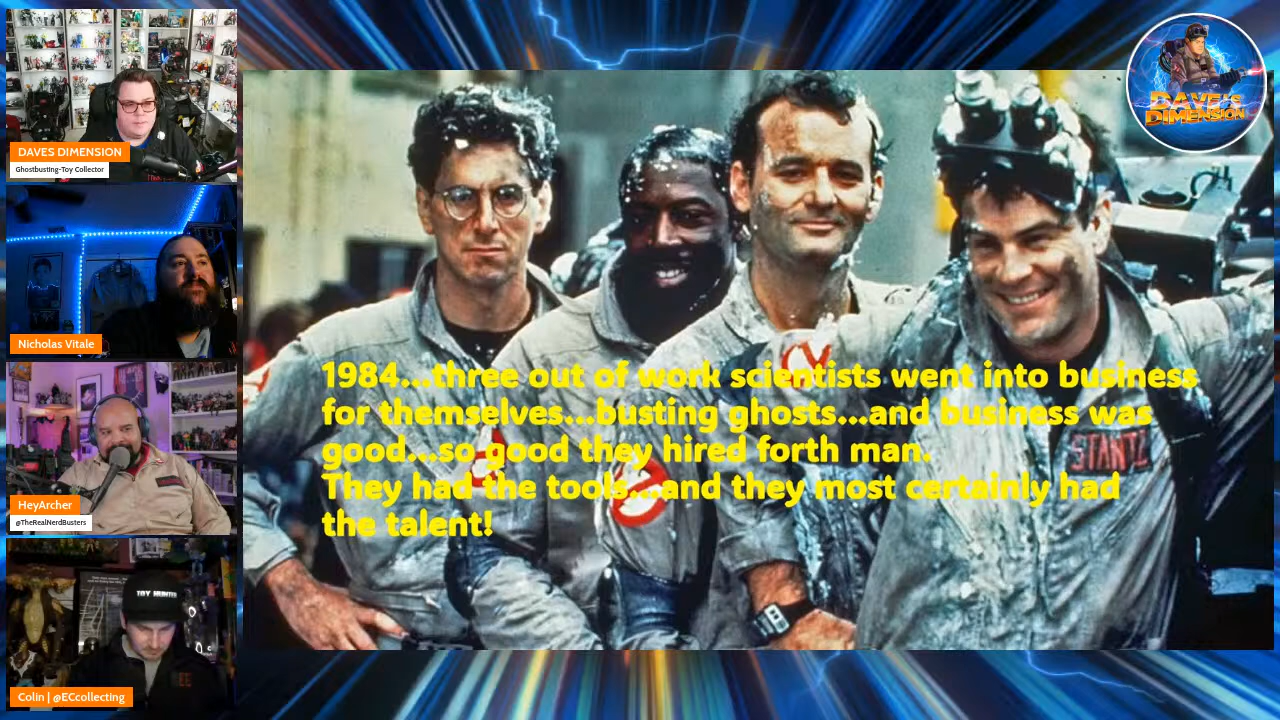 DAVE'S
DIMENSION
DAVES DIMENSION
Ghostbusting-Toy Collector
Nicholas Vitale
HeyArcher
@TheRealNerdBusters
TOY HUNTER
Colin | @ECcollecting
1984...three out of work scientists went into business
for themselves...busting ghosts...and business was
good...so good they hired forth man.
They had the tools...and they most certainly had
the talent!
STANTZ